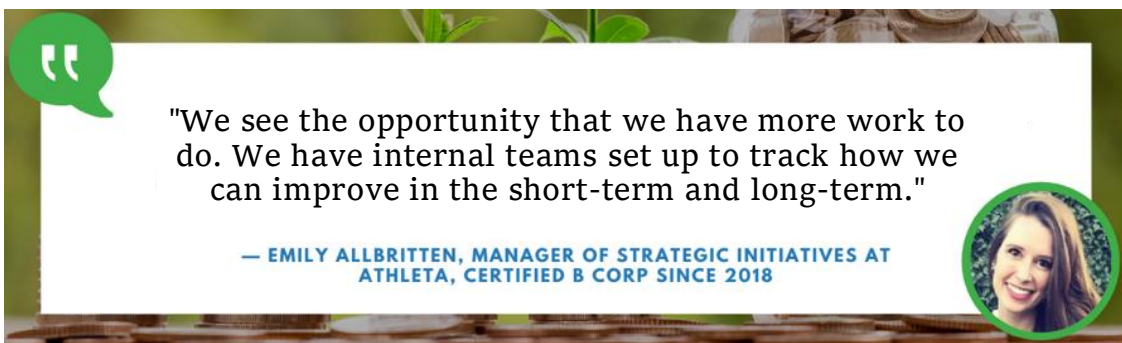 "We see the opportunity that we have more work to
do. We have internal teams set up to track how we
can improve in the short-term and long-term."
— EMILY ALLBRITTEN, MANAGER OF STRATEGIC INITIATIVES AT
ATHLETA, CERTIFIED B CORP SINCE 2018